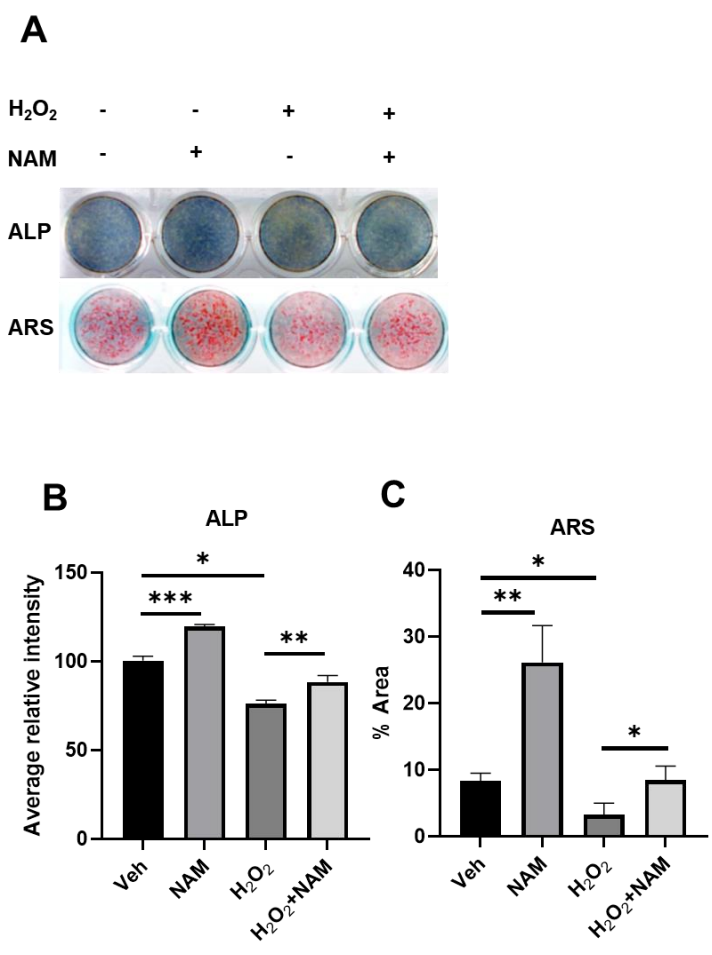 A
H₂O₂ - - + +
NAM - + - +
ALP
ARS
B
ALP
Average relative intensity
150
100
50
0
*
***
**
Veh
NAM
H₂O₂
H₂O₂+NAM
C
ARS
% Area
40
30
20
10
0
*
**
*
Veh
NAM
H₂O₂
H₂O₂+NAM